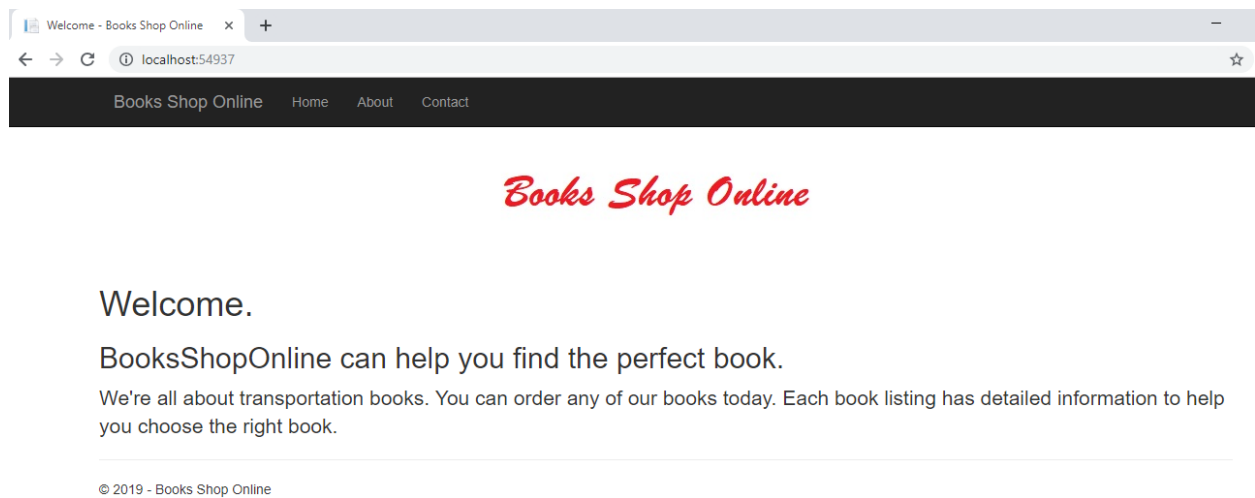 Welcome - Books Shop Online
localhost:54937
Books Shop Online Home About Contact
Books Shop Online
Welcome.
BooksShopOnline can help you find the perfect book.
We're all about transportation books. You can order any of our books today. Each book listing has detailed information to help
you choose the right book.
© 2019 - Books Shop Online